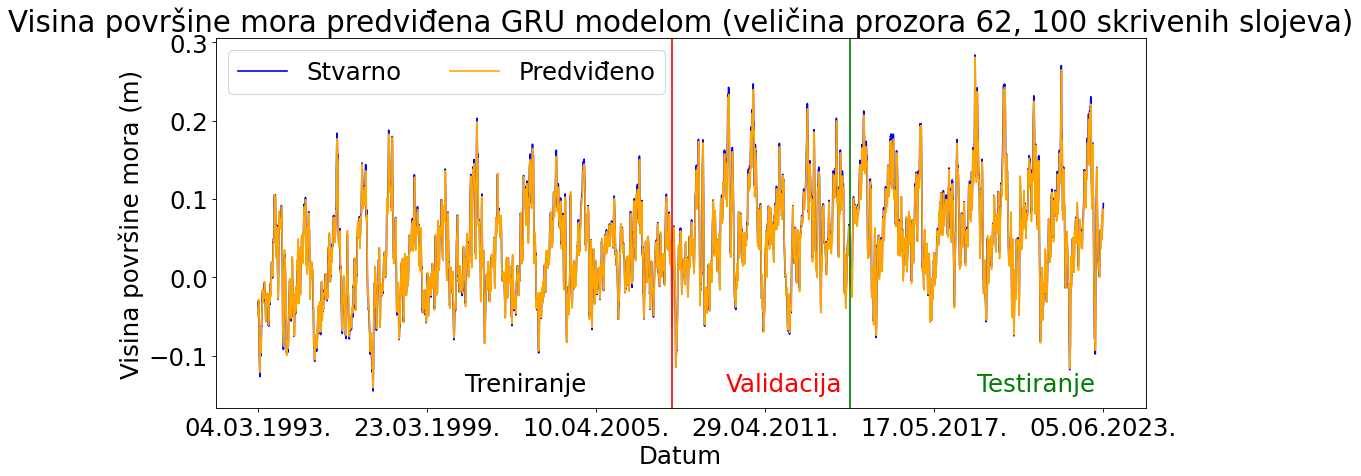 Visina površine mora predviđena GRU modelom (veličina prozora 62, 100 skrivenih slojeva)
Stvarno
Predviđeno
Visina površine mora (m)
0.3
0.2
0.1
0.0
−0.1
Treniranje
Validacija
Testiranje
04.03.1993.
23.03.1999.
10.04.2005.
29.04.2011.
17.05.2017.
05.06.2023.
Datum